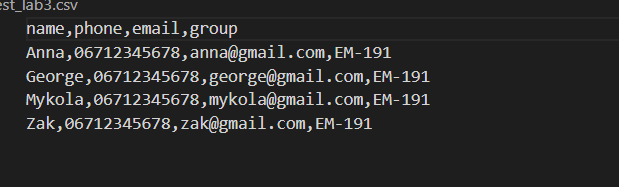 est_lab3.csv
name,phone,email,group
Anna,06712345678,anna@gmail.com,EM-191
George,06712345678,george@gmail.com,EM-191
Mykola,06712345678,mykola@gmail.com,EM-191
Zak,06712345678,zak@gmail.com,EM-191